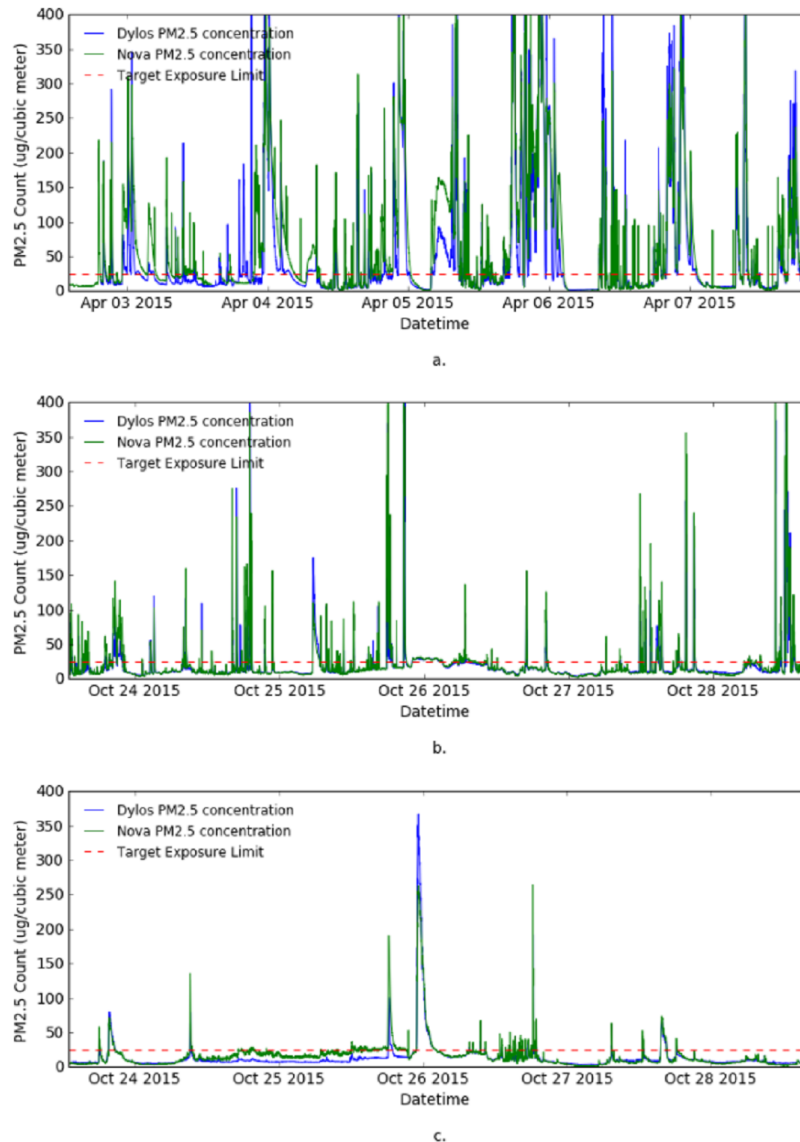 400
350
300
250
200
150
100
50
0
PM2.5 Count (ug/cubic meter)
Dylos PM2.5 concentration
Nova PM2.5 concentration
Target Exposure Limit
Apr 03 2015 Apr 04 2015 Apr 05 2015 Apr 06 2015 Apr 07 2015
Datetime
a.
400
350
300
250
200
150
100
50
0
PM2.5 Count (ug/cubic meter)
Dylos PM2.5 concentration
Nova PM2.5 concentration
Target Exposure Limit
Oct 24 2015 Oct 25 2015 Oct 26 2015 Oct 27 2015 Oct 28 2015
Datetime
b.
400
350
300
250
200
150
100
50
0
PM2.5 Count (ug/cubic meter)
Dylos PM2.5 concentration
Nova PM2.5 concentration
Target Exposure Limit
Oct 24 2015 Oct 25 2015 Oct 26 2015 Oct 27 2015 Oct 28 2015
Datetime
c.